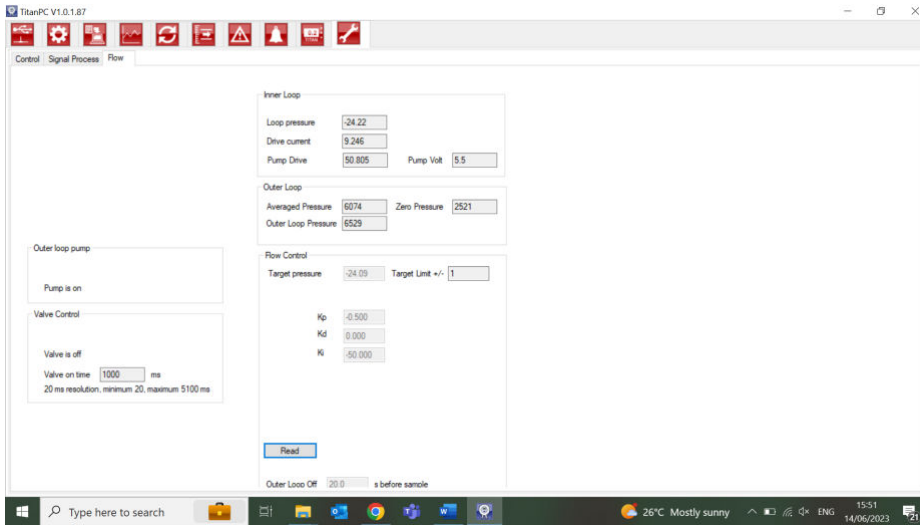 TitanPC V1.0.1.87
Control Signal Process Flow
Inner Loop
Loop pressure -24.22
Drive current 9.246
Pump Drive 50.805 Pump Volt 5.5
Outer Loop
Averaged Pressure 6074 Zero Pressure 2521
Outer Loop Pressure 6529
Outer loop pump
Pump is on
Valve Control
Valve is off
Valve on time 1000 ms
20 ms resolution, minimum 20, maximum 5100 ms
Flow Control
Target pressure -24.09 Target Limit +/- 1
Kp -0.500
Kd 0.000
Ki -50.000
Read
Outer Loop Off 20.0 s before sample
Type here to search
26°C Mostly sunny
ENG
15:51
14/06/2023